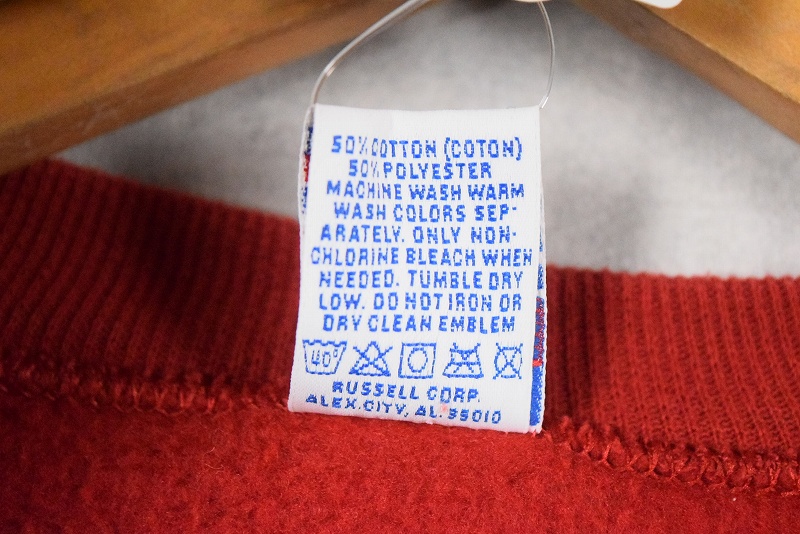 50% COTTON (COTON)
50% POLYESTER
MACHINE WASH WARM
WASH COLORS SEP-
ARATELY. ONLY NON-
CHLORINE BLEACH WHEN
NEEDED. TUMBLE DRY
LOW. DO NOT IRON OR
DRY CLEAN EMBLEM
40°
RUSSELL CORP.
ALEX.CITY, AL. 35010